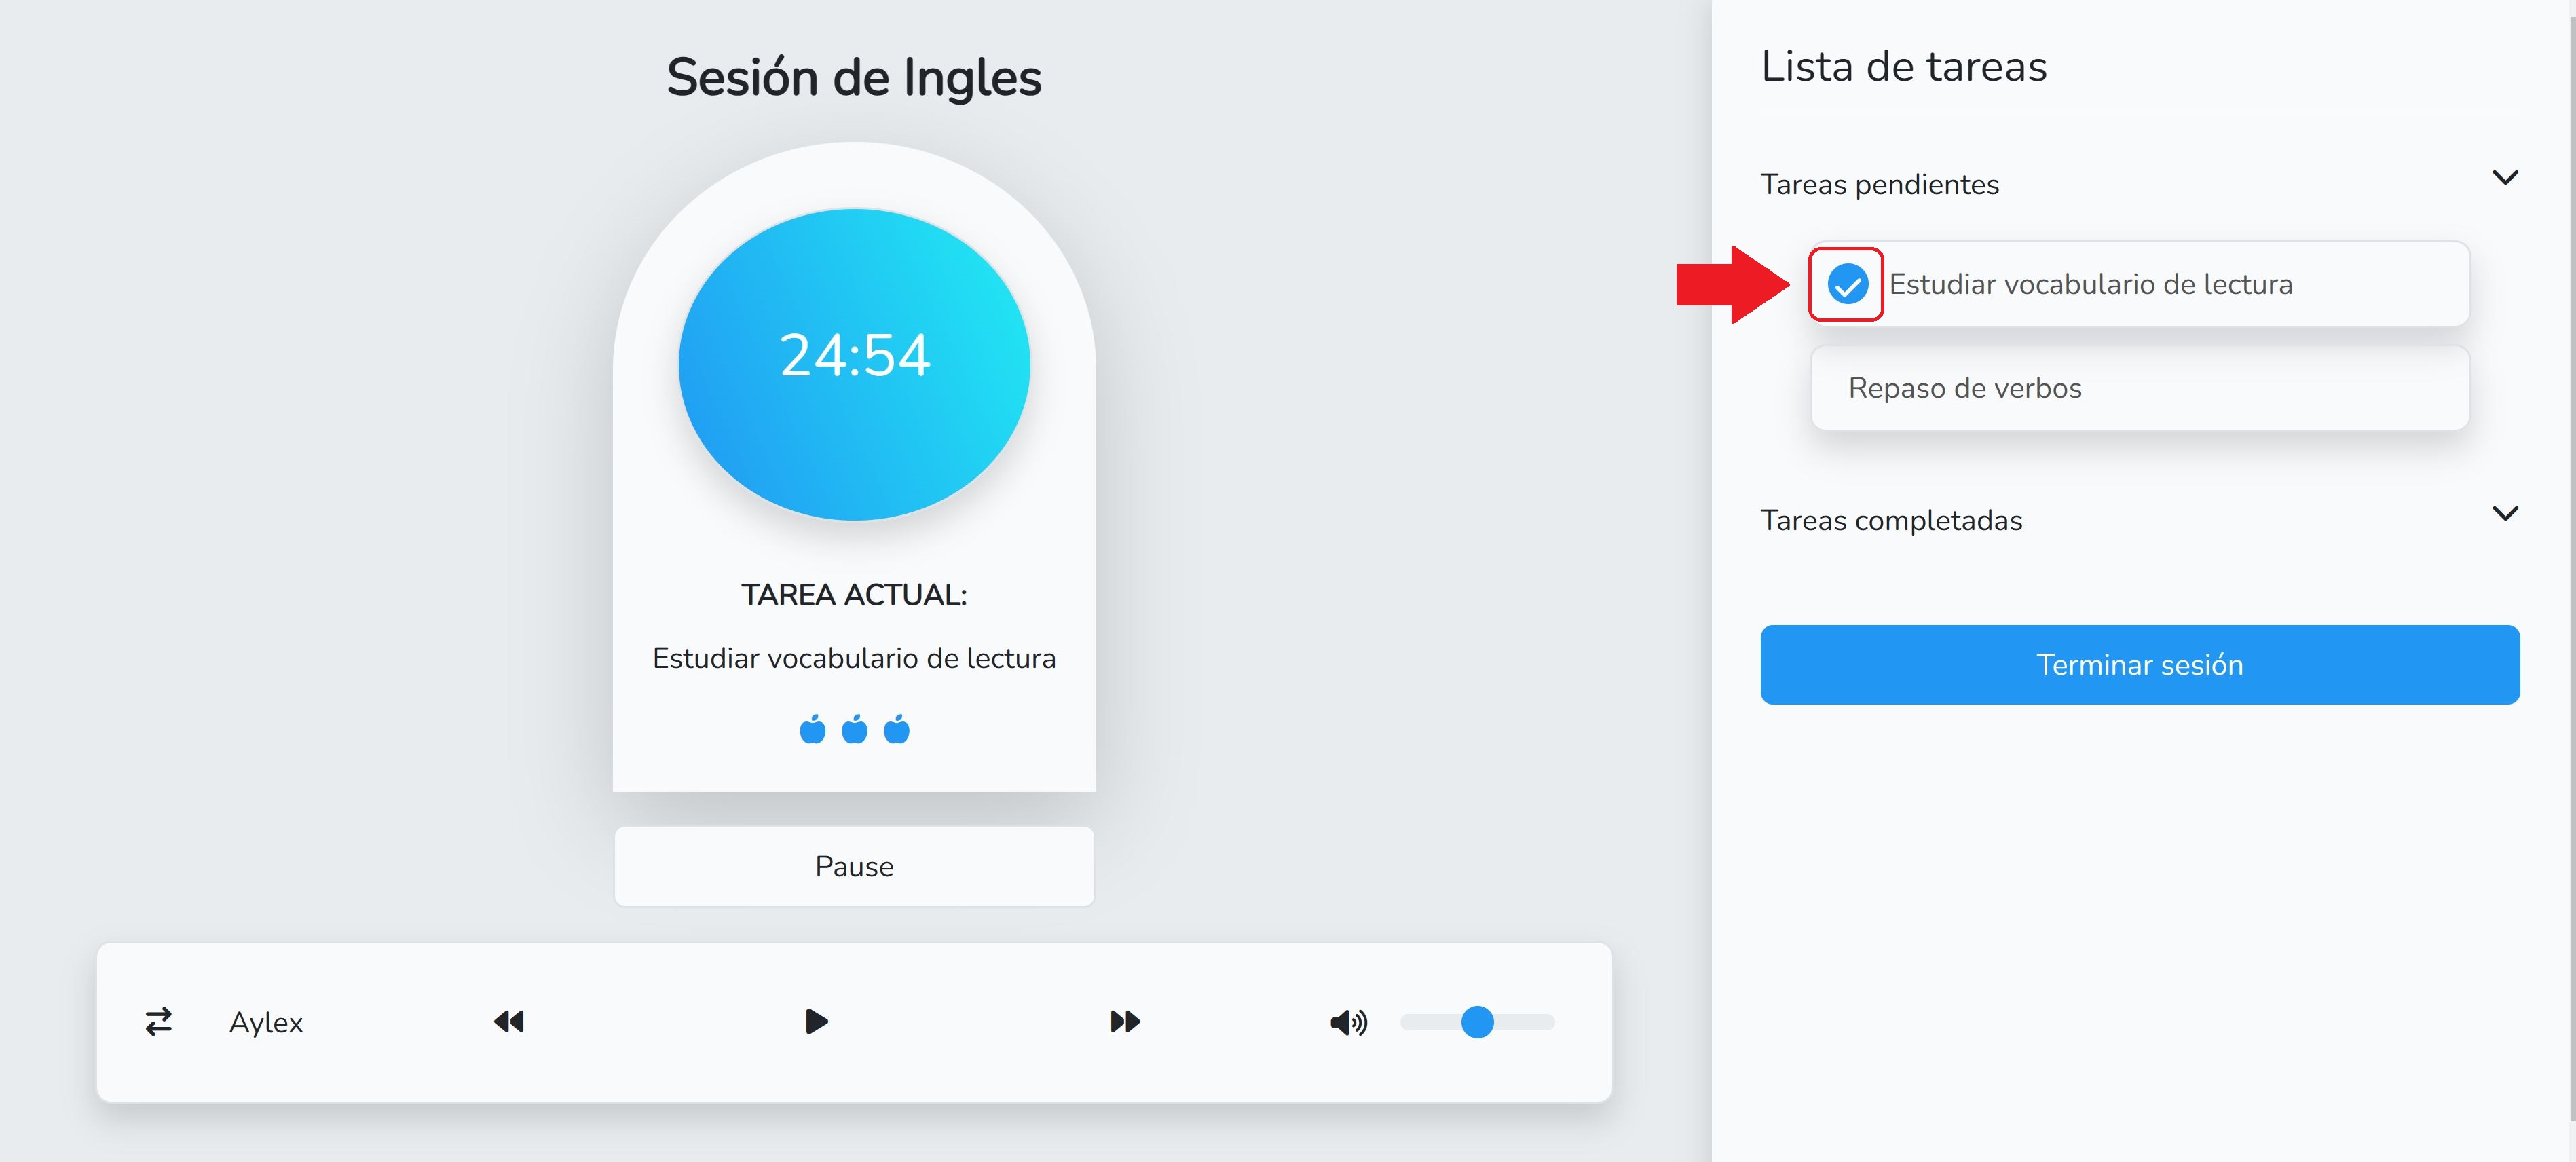 Sesión de Ingles
24:54
TAREA ACTUAL:
Estudiar vocabulario de lectura
Pause
Aylex
Lista de tareas
Tareas pendientes
Estudiar vocabulario de lectura
Repaso de verbos
Tareas completadas
Terminar sesión